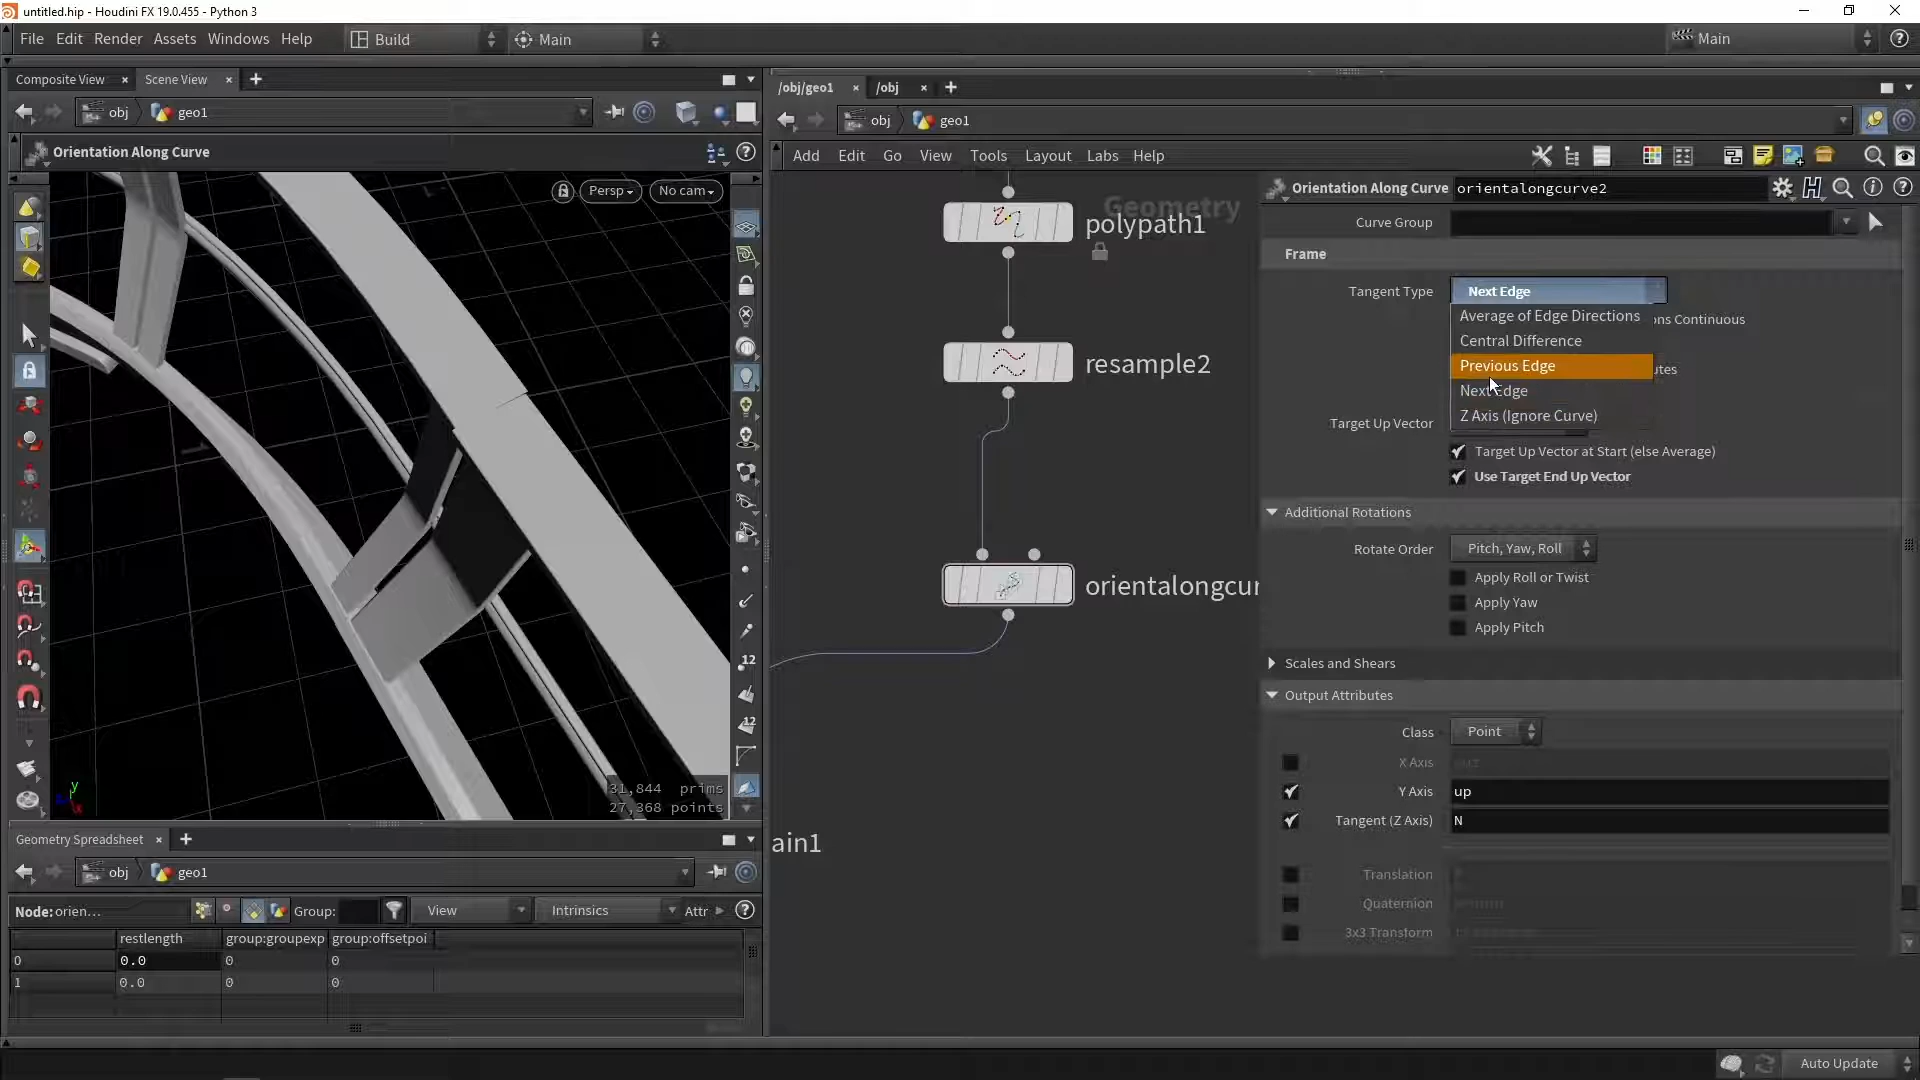 untitled.hip - Houdini FX 19.0.455 - Python 3
File Edit Render Assets Windows Help Build Main Main
Composite View Scene View
obj geo1
Orientation Along Curve
Persp No cam
12
12
31,844 prims
27,368 points
y
Geometry Spreadsheet
obj geo1
Node:orien... Group: View Intrinsics Attr
restlength group:groupexp group:offsetpoi
0 0.0 0 0
1 0.0 0 0
/obj/geo1 /obj
obj geo1
Add Edit Go View Tools Layout Labs Help
Geometry
polypath1
resample2
orientalongcur
ain1
Orientation Along Curve orientalongcurve2
Curve Group
Frame
Tangent Type Next Edge
Average of Edge Directions
ons Continuous
Central Difference
Previous Edge
utes
Next Edge
Z Axis (Ignore Curve)
Target Up Vector
Target Up Vector at Start (else Average)
Use Target End Up Vector
Additional Rotations
Rotate Order Pitch, Yaw, Roll
Apply Roll or Twist
Apply Yaw
Apply Pitch
Scales and Shears
Output Attributes
Class Point
X Axis
Y Axis up
Tangent (Z Axis) N
Translation
Quaternion
3x3 Transform
Auto Update